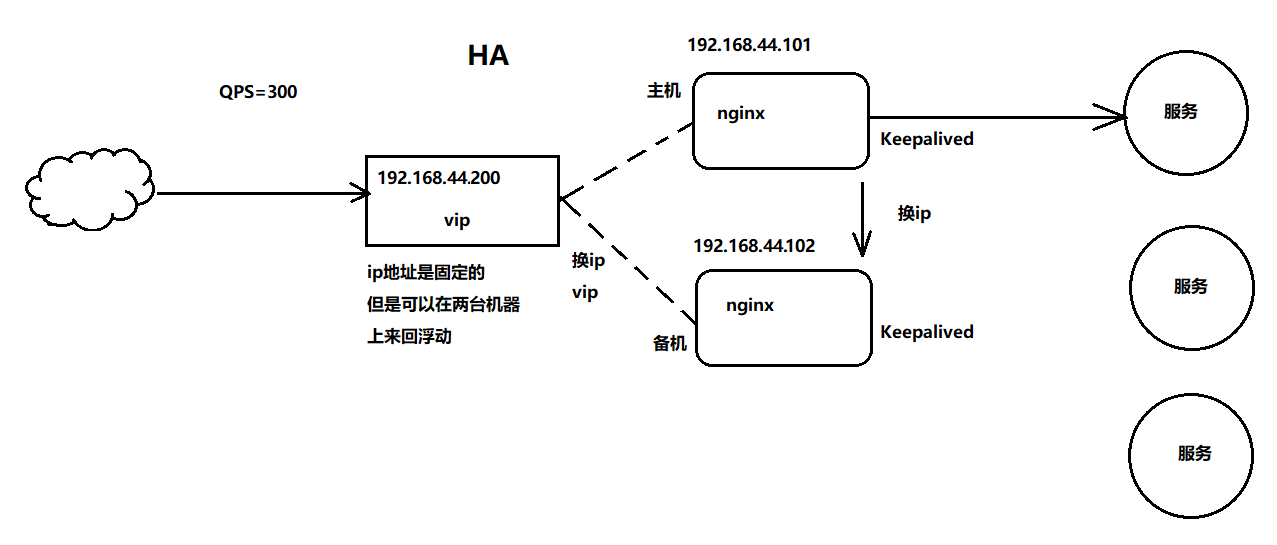 HA
QPS=300
192.168.44.200
vip
ip地址是固定的
但是可以在两台机器
上来回浮动
换ip
vip
192.168.44.101
主机
nginx
Keepalived
换ip
192.168.44.102
nginx
备机
Keepalived
服务
服务
服务